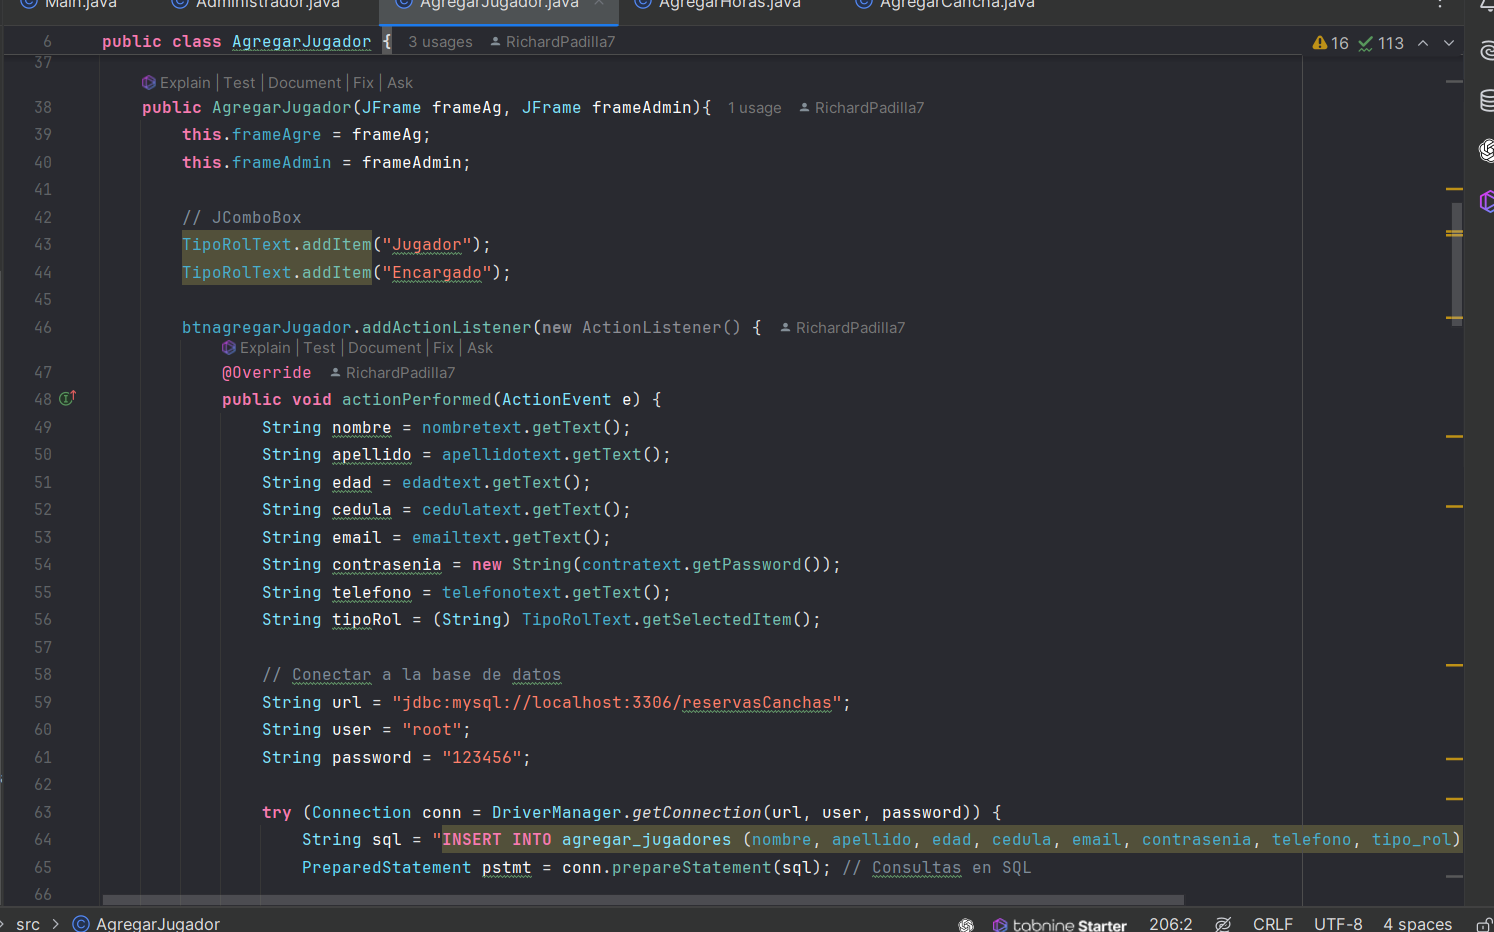 Main.java Administrador.java AgregarJugador.java AgregarHoras.java AgregarCancha.java
6 public class AgregarJugador { 3 usages RichardPadilla7 16 113
37
Explain | Test | Document | Fix | Ask
38 public AgregarJugador(JFrame frameAg, JFrame frameAdmin){ 1 usage RichardPadilla7
39 this.frameAgre = frameAg;
40 this.frameAdmin = frameAdmin;
41
42 // JComboBox
43 TipoRolText.addItem("Jugador");
44 TipoRolText.addItem("Encargado");
45
46 btnagregarJugador.addActionListener(new ActionListener() { RichardPadilla7
Explain | Test | Document | Fix | Ask
47 @Override RichardPadilla7
48 public void actionPerformed(ActionEvent e) {
49 String nombre = nombretext.getText();
50 String apellido = apellidotext.getText();
51 String edad = edadtext.getText();
52 String cedula = cedulatext.getText();
53 String email = emailtext.getText();
54 String contrasenia = new String(contratext.getPassword());
55 String telefono = telefonotext.getText();
56 String tipoRol = (String) TipoRolText.getSelectedItem();
57
58 // Conectar a la base de datos
59 String url = "jdbc:mysql://localhost:3306/reservasCanchas";
60 String user = "root";
61 String password = "123456";
62
63 try (Connection conn = DriverManager.getConnection(url, user, password)) {
64 String sql = "INSERT INTO agregar_jugadores (nombre, apellido, edad, cedula, email, contrasenia, telefono, tipo_rol)
65 PreparedStatement pstmt = conn.prepareStatement(sql); // Consultas en SQL
66
src > AgregarJugador tabnine Starter 206:2 CRLF UTF-8 4 spaces